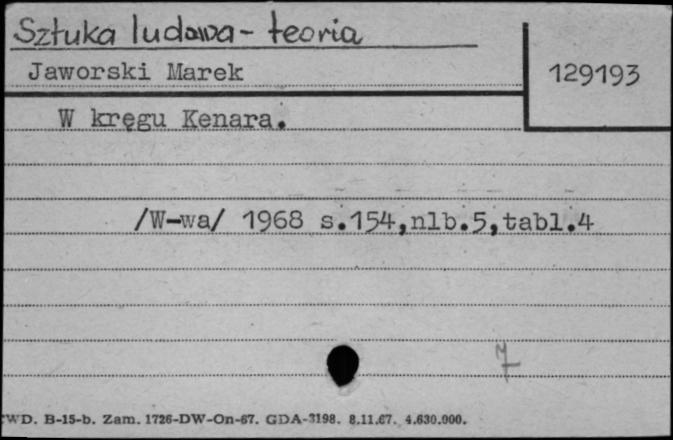 Sztuka ludowa - teoria
Jaworski Marek
129193
W kręgu Kenara.
/W-wa/ 1968 s.154,nlb.5,tabl.4
7
WD. B-15-b. Zam. 1726-DW-On-67. GDA-3198. 8.11.67. 4.630.000.